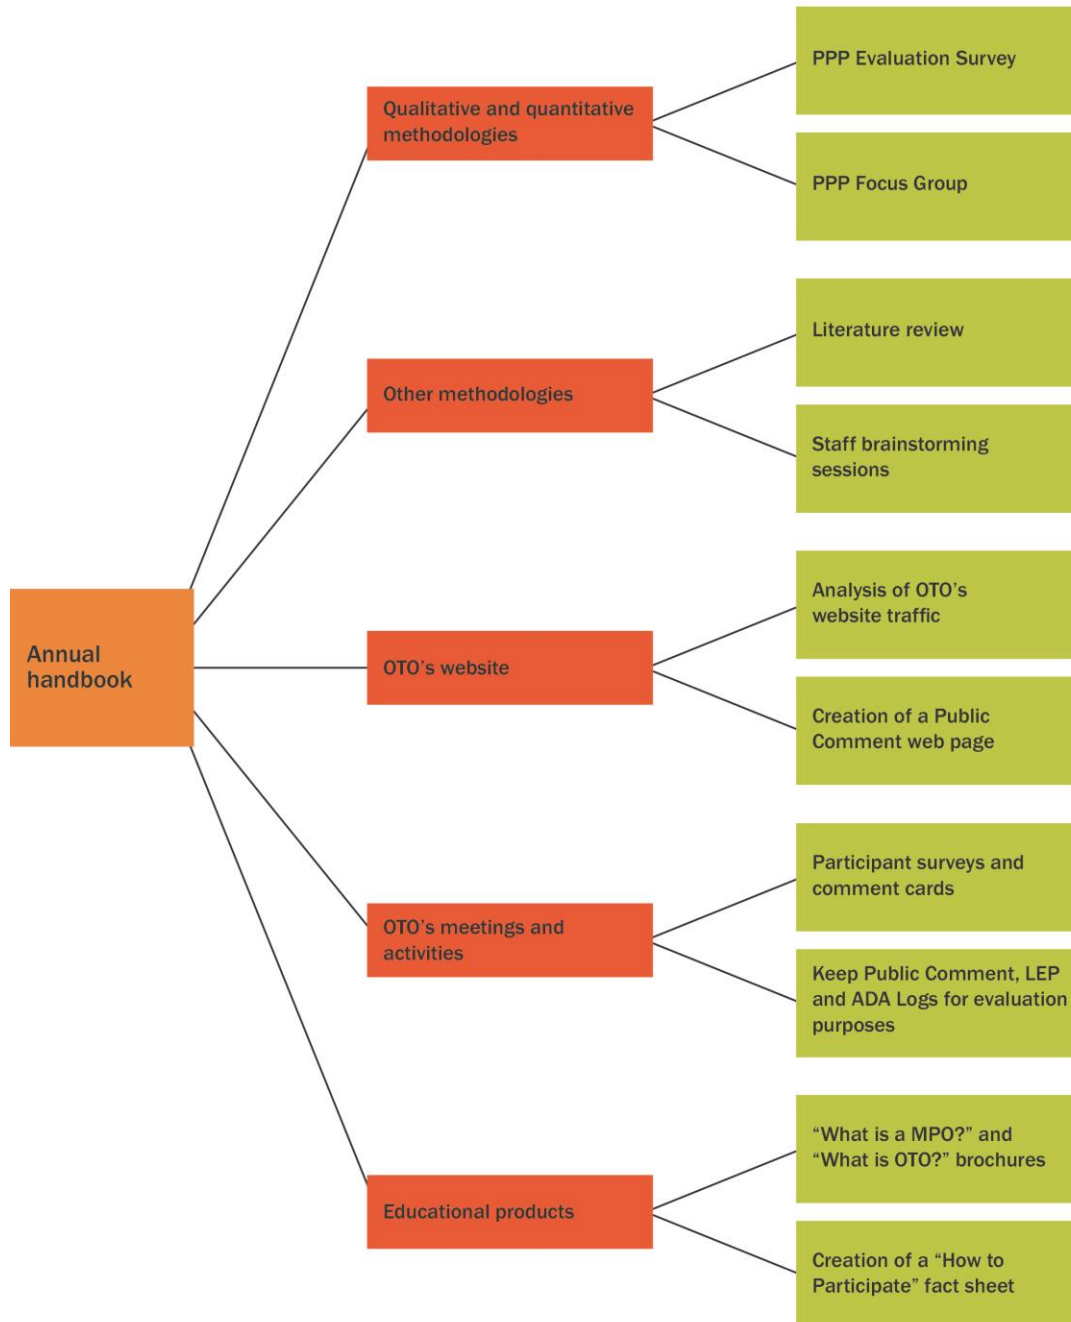 PPP Evaluation Survey
Qualitative and quantitative
methodologies
PPP Focus Group
Literature review
Other methodologies
Staff brainstorming
sessions
Annual
handbook
Analysis of OTO’s
website traffic
OTO’s website
Creation of a Public
Comment web page
Participant surveys and
comment cards
OTO’s meetings and
activities
Keep Public Comment, LEP
and ADA Logs for evaluation
purposes
“What is a MPO?” and
“What is OTO?” brochures
Educational products
Creation of a “How to
Participate” fact sheet